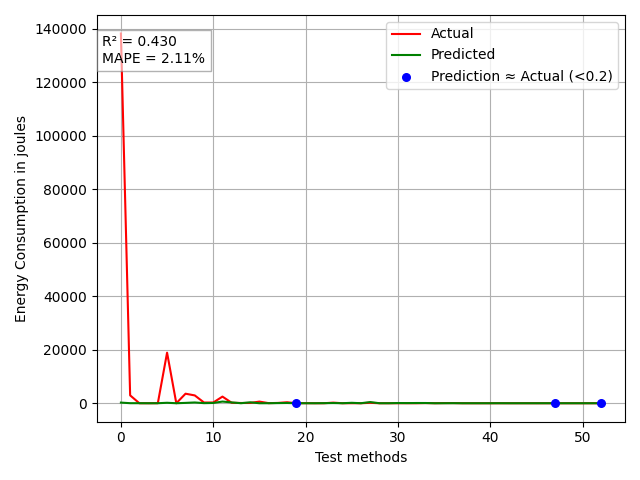 R² = 0.430
MAPE = 2.11%
Actual
Predicted
Prediction ≈ Actual (<0.2)
140000
120000
100000
80000
60000
40000
20000
0
Energy Consumption in joules
0 10 20 30 40 50
Test methods